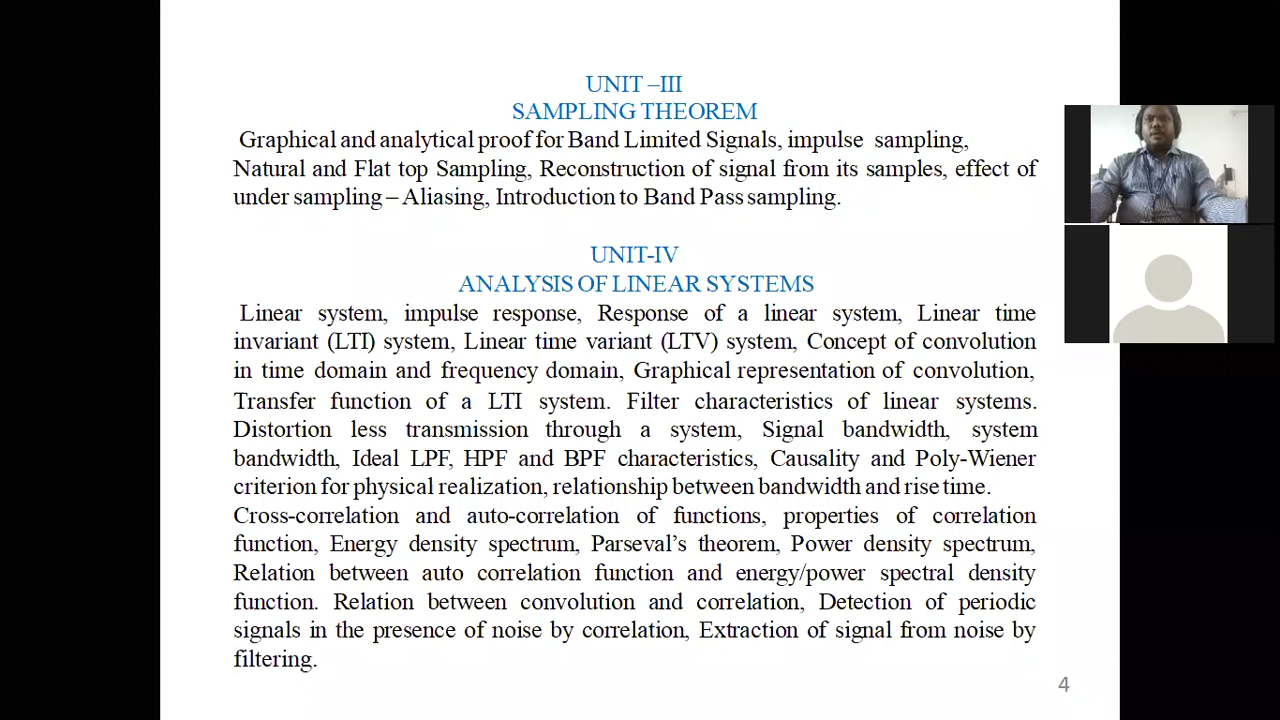 UNIT –III
SAMPLING THEOREM
Graphical and analytical proof for Band Limited Signals, impulse sampling,
Natural and Flat top Sampling, Reconstruction of signal from its samples, effect of
under sampling – Aliasing, Introduction to Band Pass sampling.
UNIT-IV
ANALYSIS OF LINEAR SYSTEMS
Linear system, impulse response, Response of a linear system, Linear time
invariant (LTI) system, Linear time variant (LTV) system, Concept of convolution
in time domain and frequency domain, Graphical representation of convolution,
Transfer function of a LTI system. Filter characteristics of linear systems.
Distortion less transmission through a system, Signal bandwidth, system
bandwidth, Ideal LPF, HPF and BPF characteristics, Causality and Poly-Wiener
criterion for physical realization, relationship between bandwidth and rise time.
Cross-correlation and auto-correlation of functions, properties of correlation
function, Energy density spectrum, Parseval’s theorem, Power density spectrum,
Relation between auto correlation function and energy/power spectral density
function. Relation between convolution and correlation, Detection of periodic
signals in the presence of noise by correlation, Extraction of signal from noise by
filtering.
4